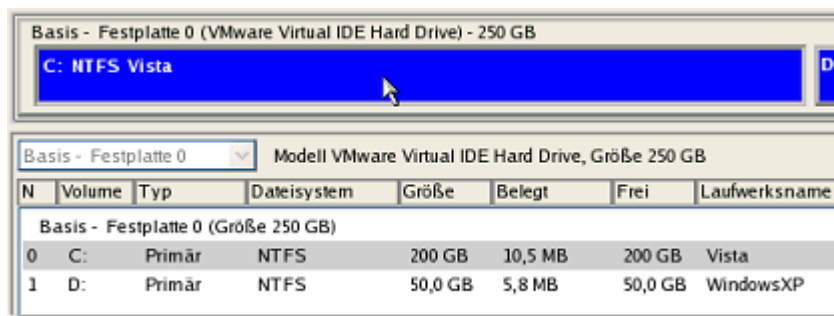 Basis - Festplatte 0 (VMware Virtual IDE Hard Drive) - 250 GB
C: NTFS Vista D
Basis - Festplatte 0 Modell VMware Virtual IDE Hard Drive, Größe 250 GB
N Volume Typ Dateisystem Größe Belegt Frei Laufwerksname
Basis - Festplatte 0 (Größe 250 GB)
0 C: Primär NTFS 200 GB 10,5 MB 200 GB Vista
1 D: Primär NTFS 50,0 GB 5,8 MB 50,0 GB WindowsXP